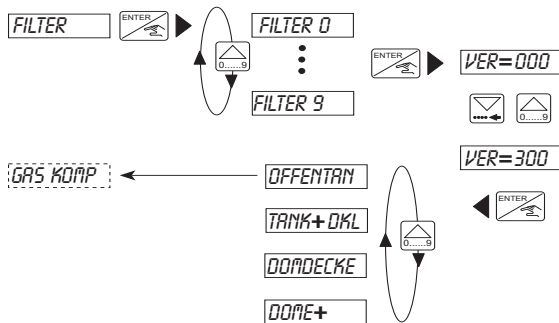 FILTER
ENTER
FILTER 0
0......9
FILTER 9
ENTER
VER=000
0......9
VER=300
ENTER
GAS KOMP
OFFENTAN
TANK+DKL
0......9
DOMDECKE
DOME+